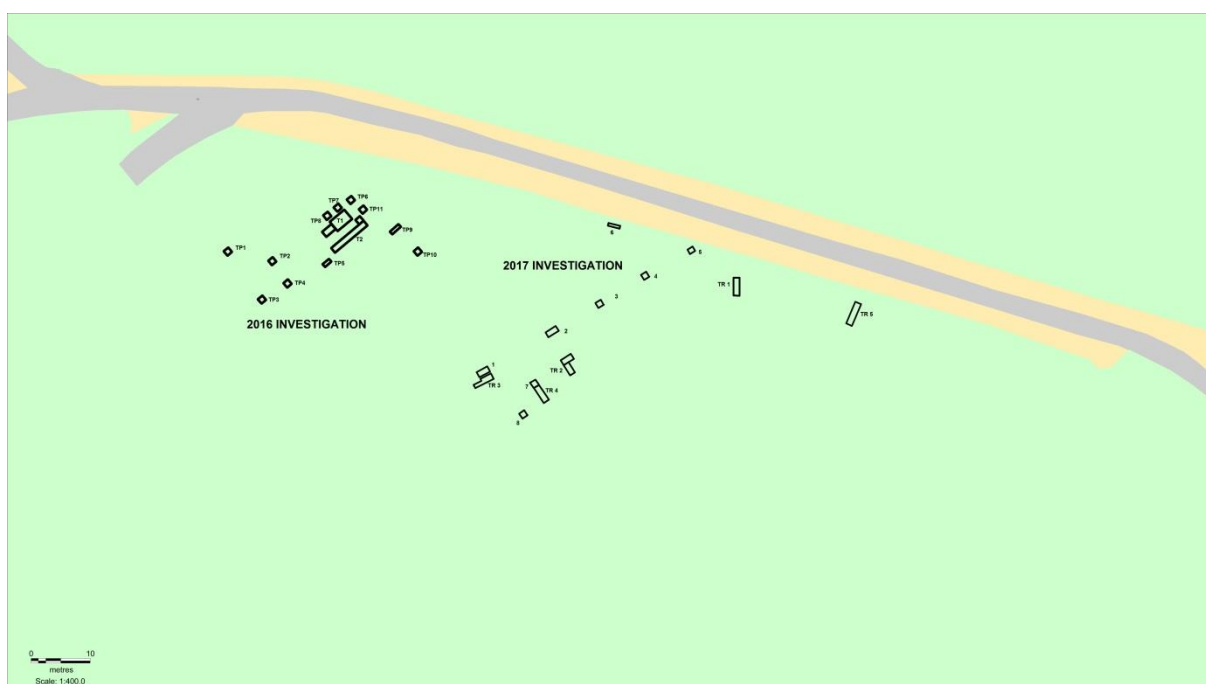 TP6
TP7
TP11
TP8
T1
TP9
6
T2
TP1
TP10
TP2
TP5
2017 INVESTIGATION
4
TR 1
TP4
TP3
3
TR 5
2016 INVESTIGATION
2
1
TR 2
TR 3
7
TR 4
0 10
metres
Scale: 1:400.0